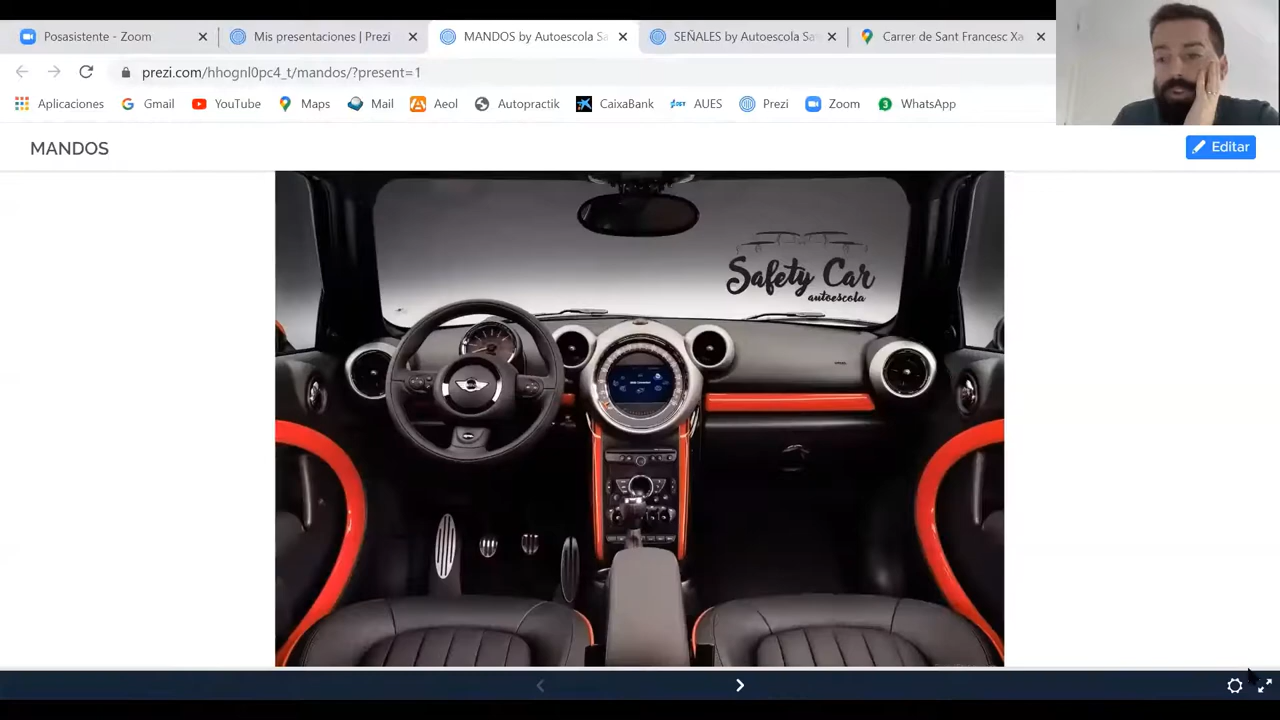 Posasistente - Zoom
Mis presentaciones | Prezi
MANDOS by Autoescola Sa
SEÑALES by Autoescola Sa
Carrer de Sant Francesc Xa
prezi.com/hhognl0pc4_t/mandos/?present=1
Aplicaciones
Gmail
YouTube
Maps
Mail
Aeol
Autopractik
CaixaBank
AUES
Prezi
Zoom
3
WhatsApp
MANDOS
Editar
Safety Car
autoescola